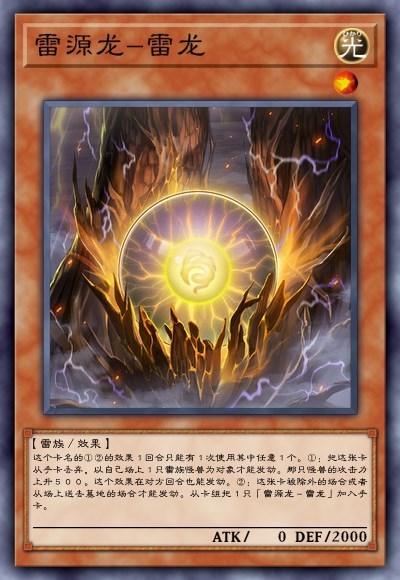 雷源龙－雷龙
ひかり
光
【雷族／效果】
这个卡名的①②的效果1回合只能有1次使用其中任意1个。①：把这张卡
从手卡丢弃，以自己场上1只雷族怪兽为对象才能发动。那只怪兽的攻击力
上升500。这个效果在对方回合也能发动。②：这张卡被除外的场合或者
从场上送去墓地的场合才能发动。从卡组把1只「雷源龙－雷龙」加入手
卡。
ATK/ 0 DEF/2000